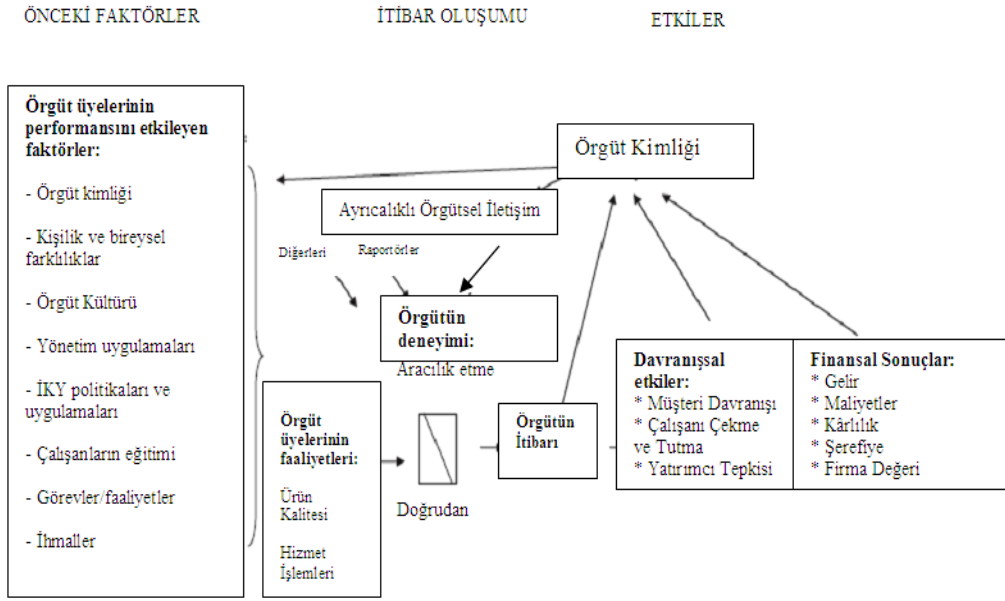 ÖNCEKİ FAKTÖRLER
İTİBAR OLUŞUMU
ETKİLER
Örgüt üyelerinin
performansını etkileyen
faktörler:
- Örgüt kimliği
- Kişilik ve bireysel
farklılıklar
- Örgüt Kültürü
- Yönetim uygulamaları
- İKY politikaları ve
uygulamaları
- Çalışanların eğitimi
- Görevler/faaliyetler
- İhmaller
Örgüt Kimliği
Ayrıcalıklı Örgütsel İletişim
Diğerleri
Raportörler
Örgütün
deneyimi:
Aracılık etme
Örgüt
üyelerinin
faaliyetleri:
Ürün
Kalitesi
Hizmet
İşlemleri
Doğrudan
Örgütün
İtibarı
Davranışsal
etkiler:
* Müşteri Davranışı
* Çalışanı Çekme
ve Tutma
* Yatırımcı Tepkisi
Finansal Sonuçlar:
* Gelir
* Maliyetler
* Kârlılık
* Şerefiye
* Firma Değeri